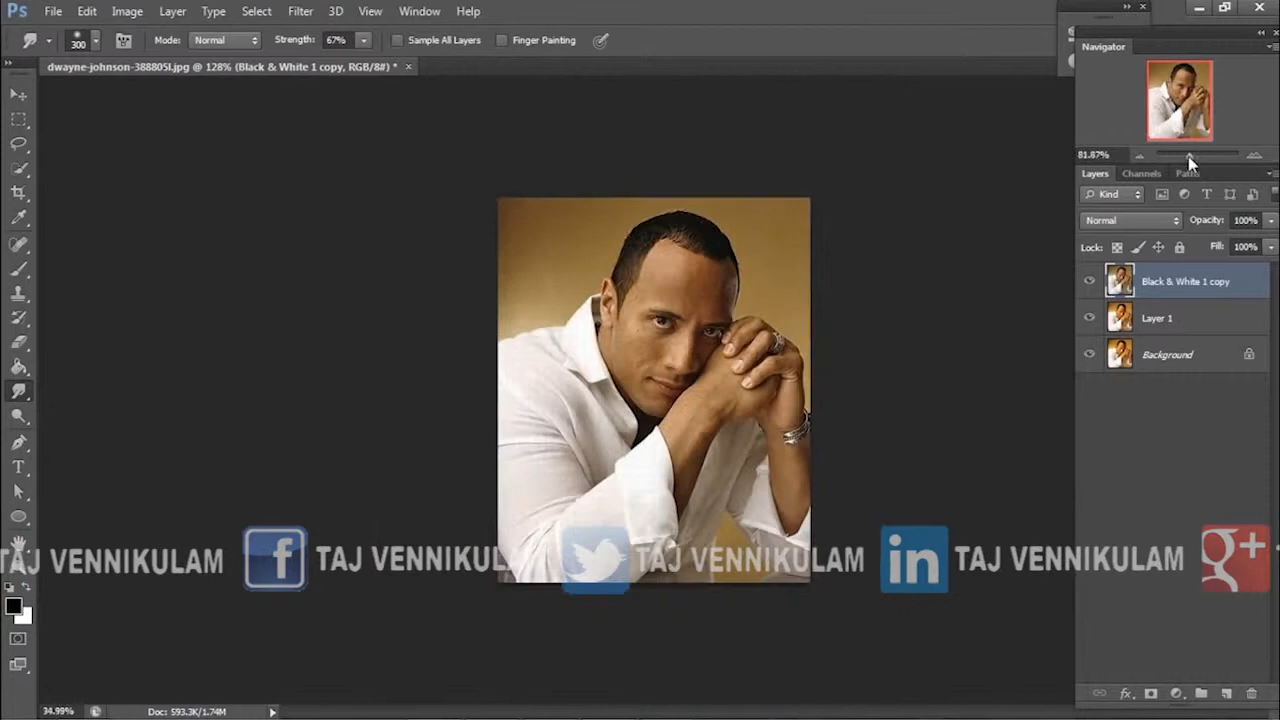 Ps File Edit Image Layer Type Select Filter 3D View Window Help
300 Mode: Normal Strength: 67% Sample All Layers Finger Painting
dwayne-johnson-388805l.jpg @ 128% (Black & White 1 copy, RGB/8#) *
Navigator
81.87%
Layers Channels Paths
Kind
Normal Opacity: 100%
Lock: Fill: 100%
Black & White 1 copy
Layer 1
Background
TAJ VENNIKULAM f TAJ VENNIKUL TAJ VENNIKULAM in TAJ VENNIKULAM g+
34.99% Doc: 593.3K/1.74M